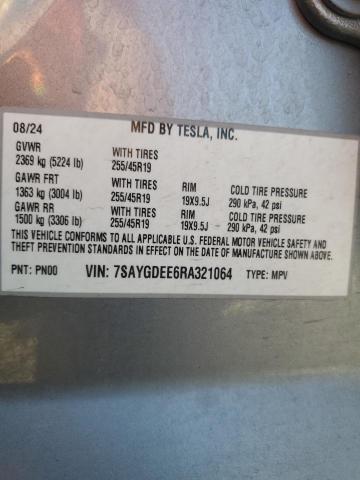 08/24 MFD BY TESLA, INC.
GVWR WITH TIRES
2369 kg (5224 lb) 255/45R19
GAWR FRT WITH TIRES RIM COLD TIRE PRESSURE
1363 kg (3004 lb) 255/45R19 19X9.5J 290 kPa, 42 psi
GAWR RR WITH TIRES RIM COLD TIRE PRESSURE
1500 kg (3306 lb) 255/45R19 19X9.5J 290 kPa, 42 psi
THIS VEHICLE CONFORMS TO ALL APPLICABLE U.S. FEDERAL MOTOR VEHICLE SAFETY AND
THEFT PREVENTION STANDARDS IN EFFECT ON THE DATE OF MANUFACTURE SHOWN ABOVE.
PNT: PN00 VIN: 7SAYGDEE6RA321064 TYPE: MPV